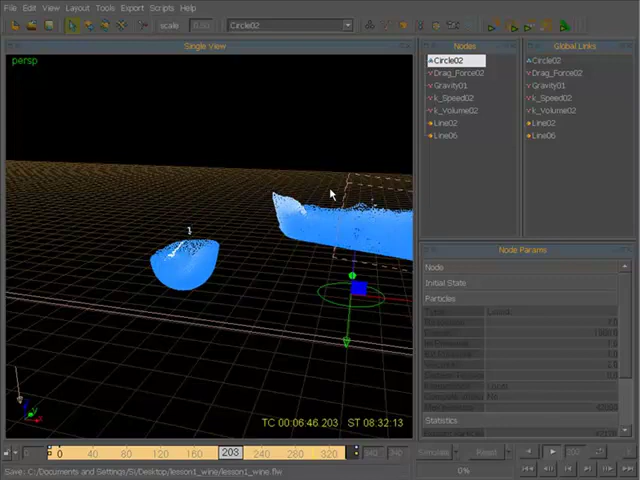 File Edit View Layout Tools Export Scripts Help
scale 0.50 Circle02
Single View
Nodes
Global Links
persp
Circle02
Circle02
Drag_Force02
Drag_Force02
Gravity01
Gravity01
k_Speed02
k_Speed02
k_Volume02
k_Volume02
Line02
Line02
Line06
Line06
Node Params
Node
Initial State
Particles
Statistics
TC 00:06:46 203 ST 08:32:13
0 40 80 120 160 203 240 280 320
Simulate Reset 200
Save: C:/Documents and Settings/Si/Desktop/lesson1_wine/lesson1_wine.flw
0%